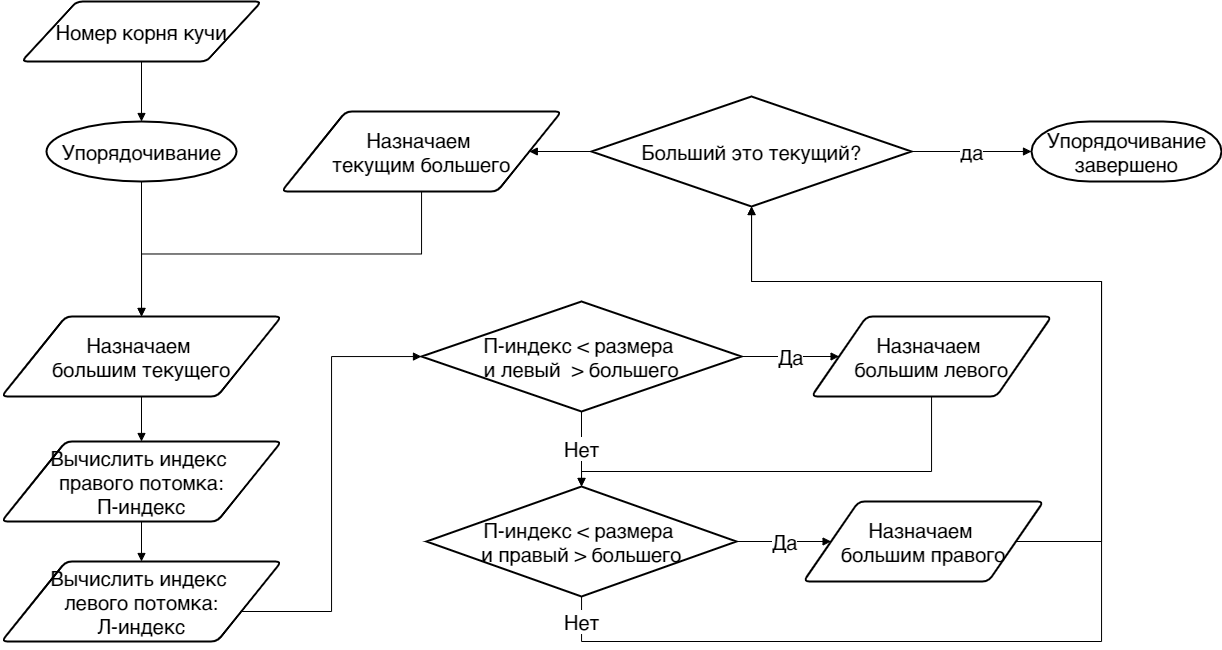 Номер корня кучи
Упорядочивание
Назначаем
текущим большего
Больший это текущий?
да
Упорядочивание
завершено
Назначаем
большим текущего
П-индекс < размера
и левый > большего
Да
Назначаем
большим левого
Нет
Вычислить индекс
правого потомка:
П-индекс
П-индекс < размера
и правый > большего
Да
Назначаем
большим правого
Вычислить индекс
левого потомка:
Л-индекс
Нет